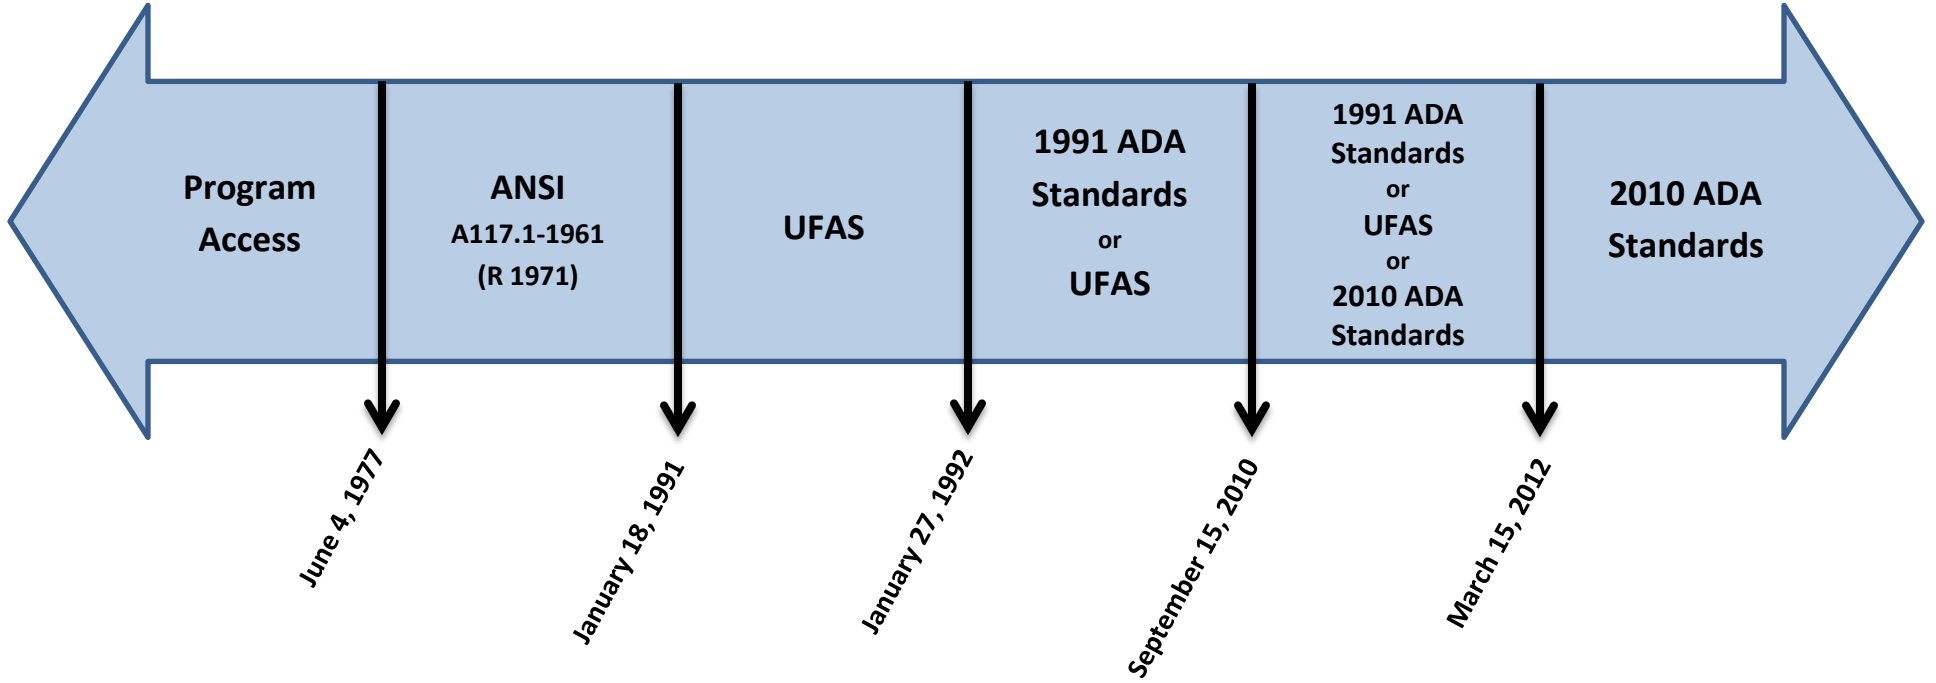 Program
Access
ANSI
A117.1-1961
(R 1971)
UFAS
1991 ADA
Standards
or
UFAS
1991 ADA
Standards
or
UFAS
or
2010 ADA
Standards
2010 ADA
Standards
June 4, 1977
January 18, 1991
January 27, 1992
September 15, 2010
March 15, 2012